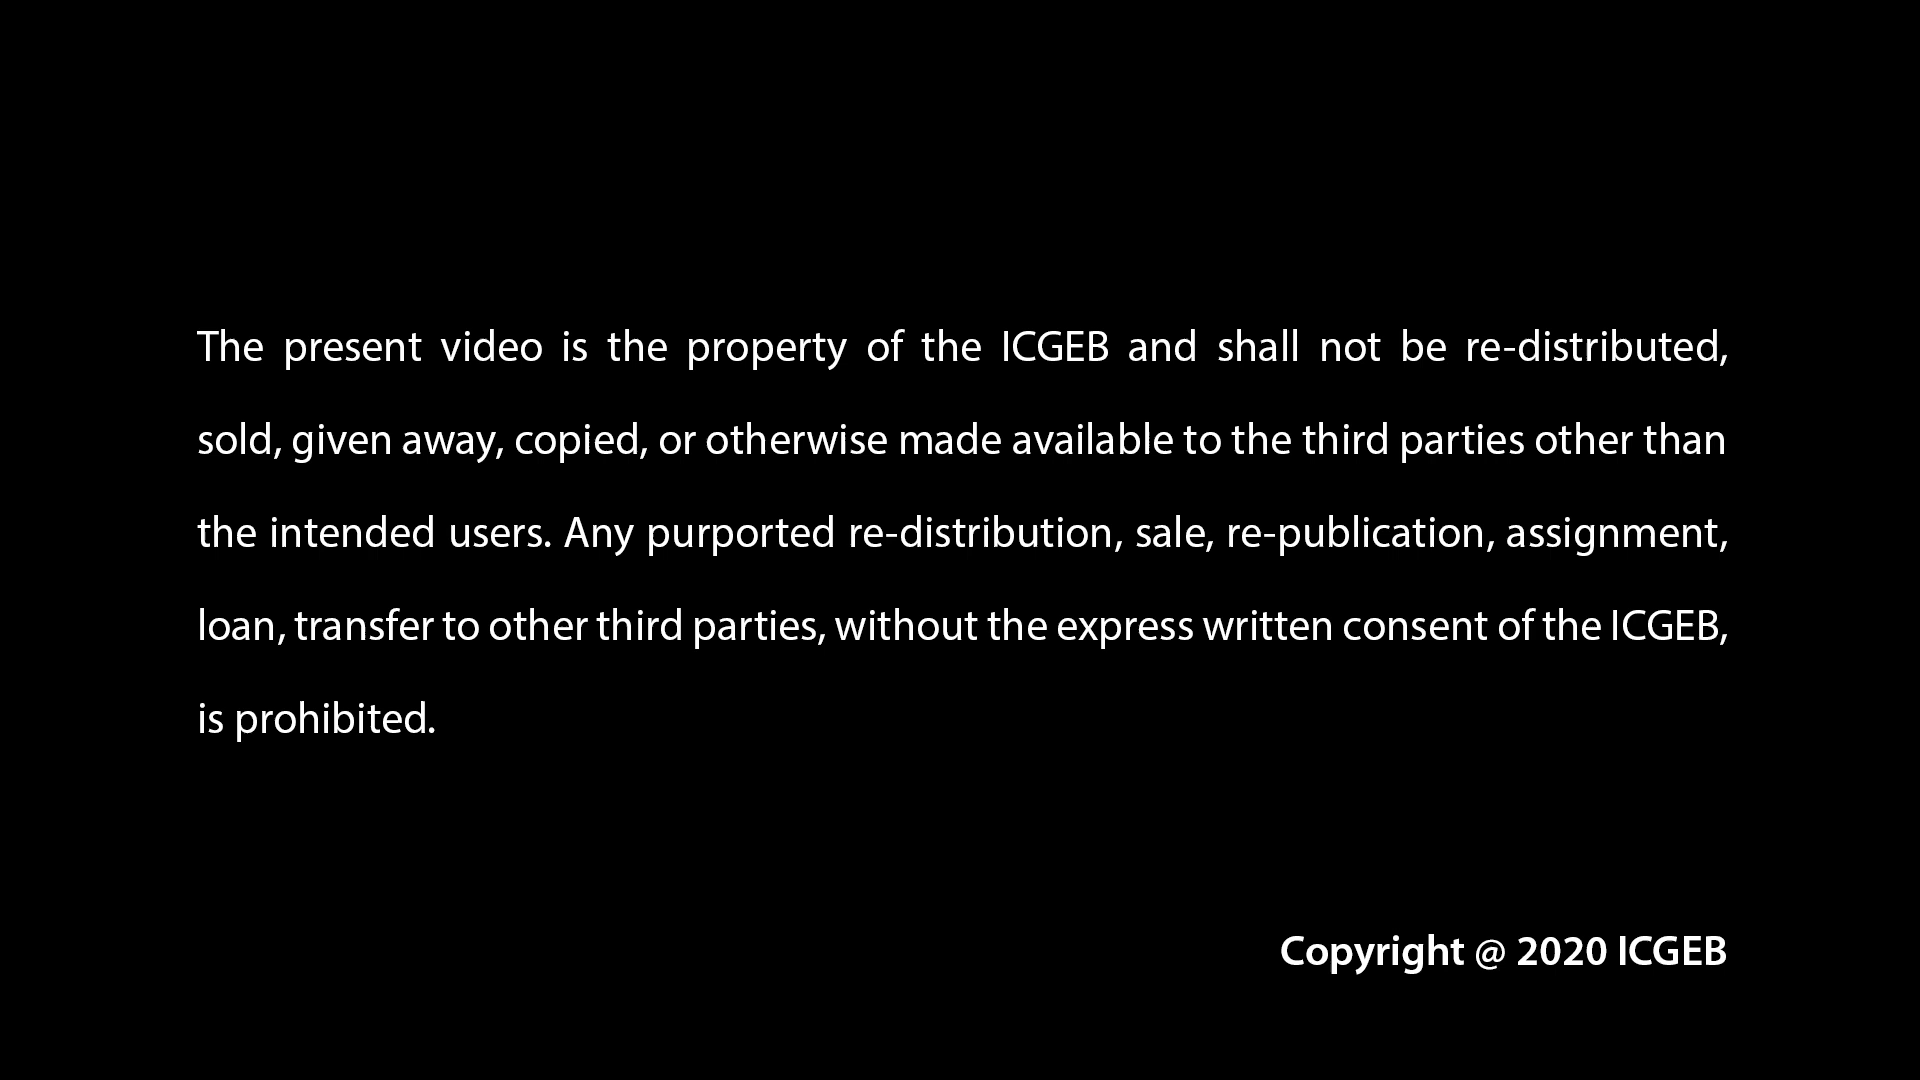 The present video is the property of the ICGEB and shall not be re-distributed,
sold, given away, copied, or otherwise made available to the third parties other than
the intended users. Any purported re-distribution, sale, re-publication, assignment,
loan, transfer to other third parties, without the express written consent of the ICGEB,
is prohibited.
Copyright @ 2020 ICGEB